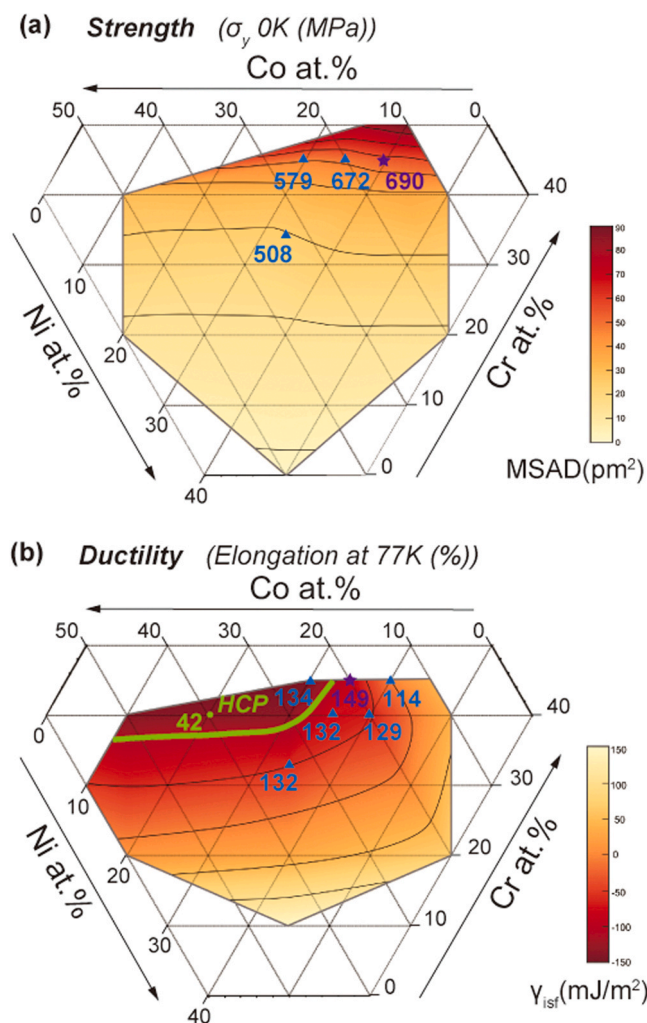 (a) Strength (σy 0K (MPa))
Co at.%
50 40 30 20 10 0
579 672 690 40
0
508
30
10
Ni at.%
Cr at.%
20
20
30
10
40
0
90
80
70
60
50
40
30
20
10
0
MSAD(pm²)
(b) Ductility (Elongation at 77K (%))
Co at.%
50 40 30 20 10 0
HCP 134 149 114
0 42 132 129 40
132
30
10
Ni at.%
Cr at.%
20
20
30
10
40
0
150
100
50
0
-50
-100
-150
γisf(mJ/m²)